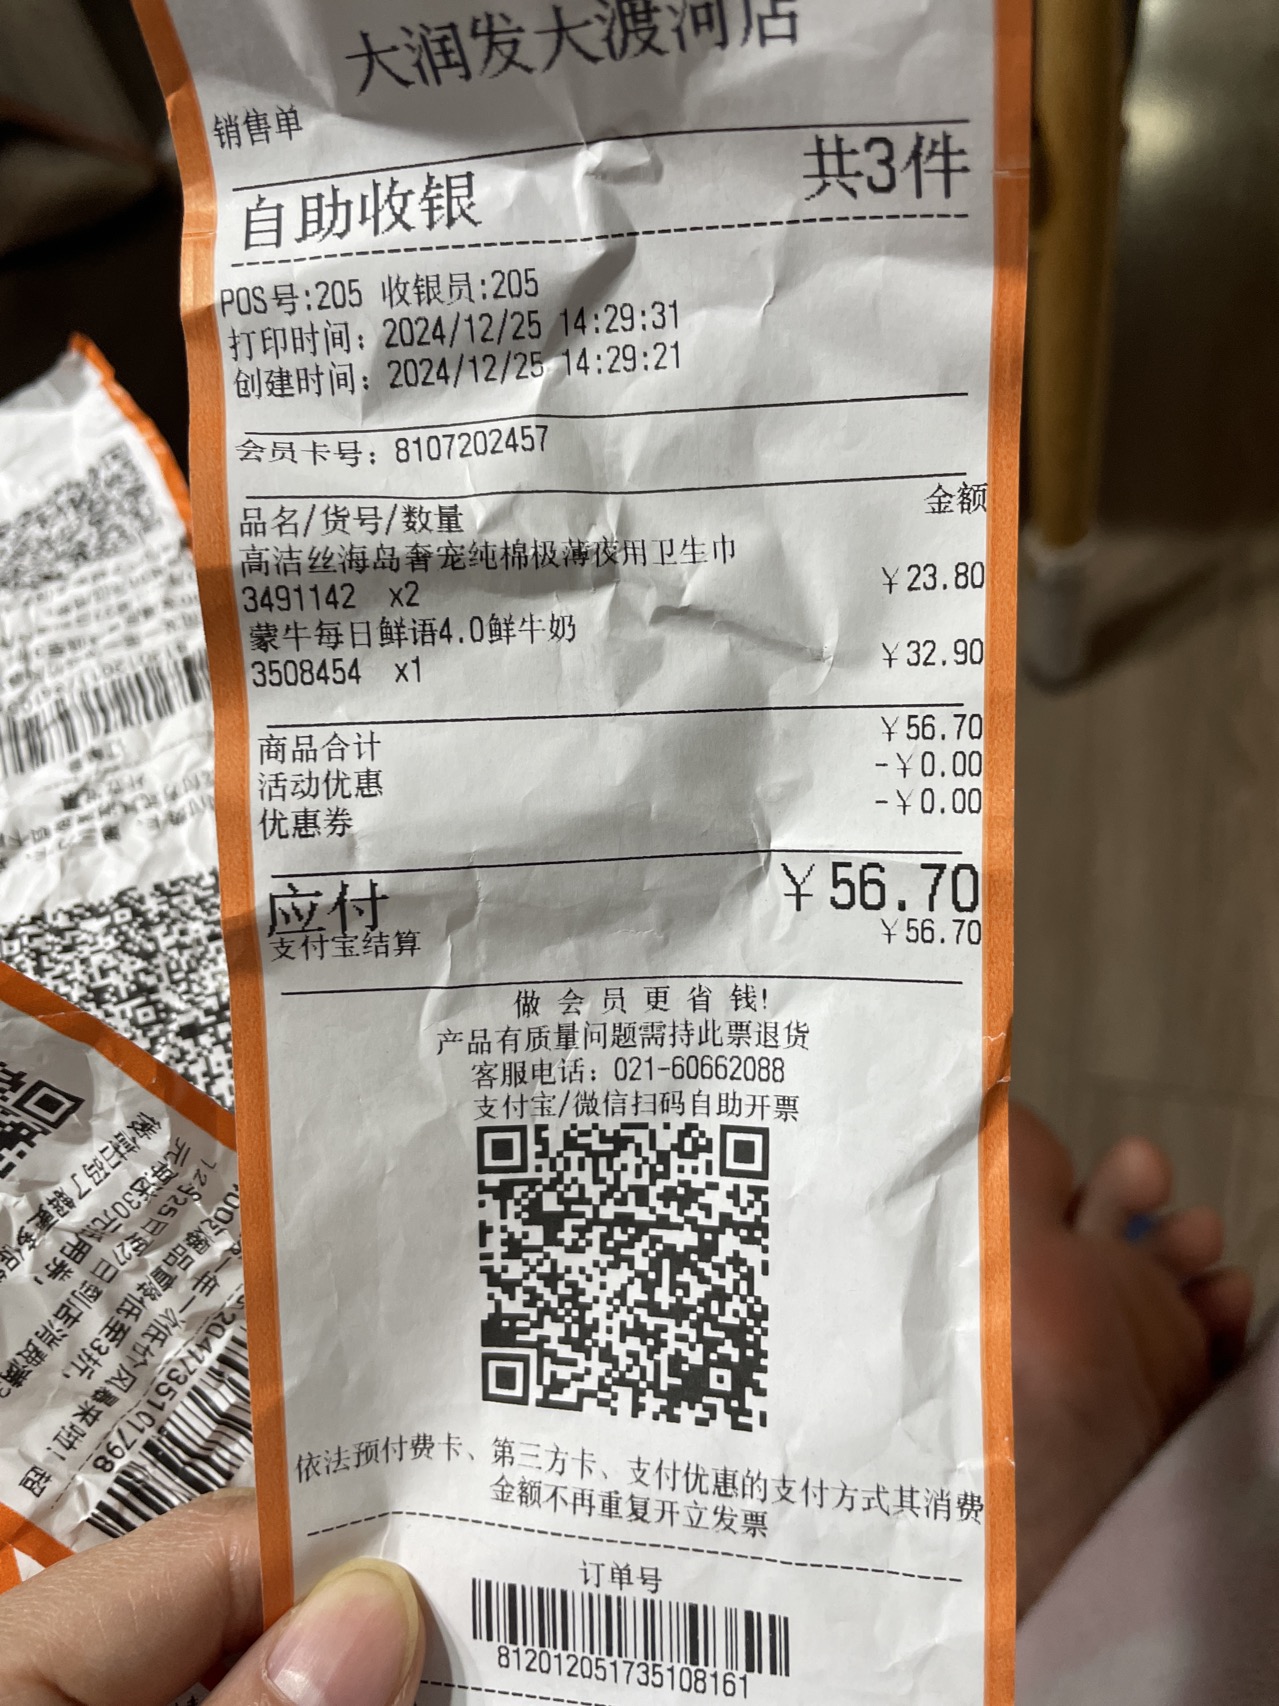 大润发大渡河店
销售单
自助收银 共3件
POS号:205 收银员:205
打印时间: 2024/12/25 14:29:31
创建时间: 2024/12/25 14:29:21
会员卡号: 8107202457
品名/货号/数量 金额
高洁丝海岛奢宠纯棉极薄夜用卫生巾
3491142 x2 ￥23.80
蒙牛每日鲜语4.0鲜牛奶
3508454 x1 ￥32.90
商品合计 ￥56.70
活动优惠 -￥0.00
优惠券 -￥0.00
应付 ￥56.70
支付宝结算 ￥56.70
做会员更省钱!
产品有质量问题需持此票退货
客服电话: 021-60662088
支付宝/微信扫码自助开票
依法预付费卡、第三方卡、支付优惠的支付方式其消费
金额不再重复开立发票
订单号
812012051735108161